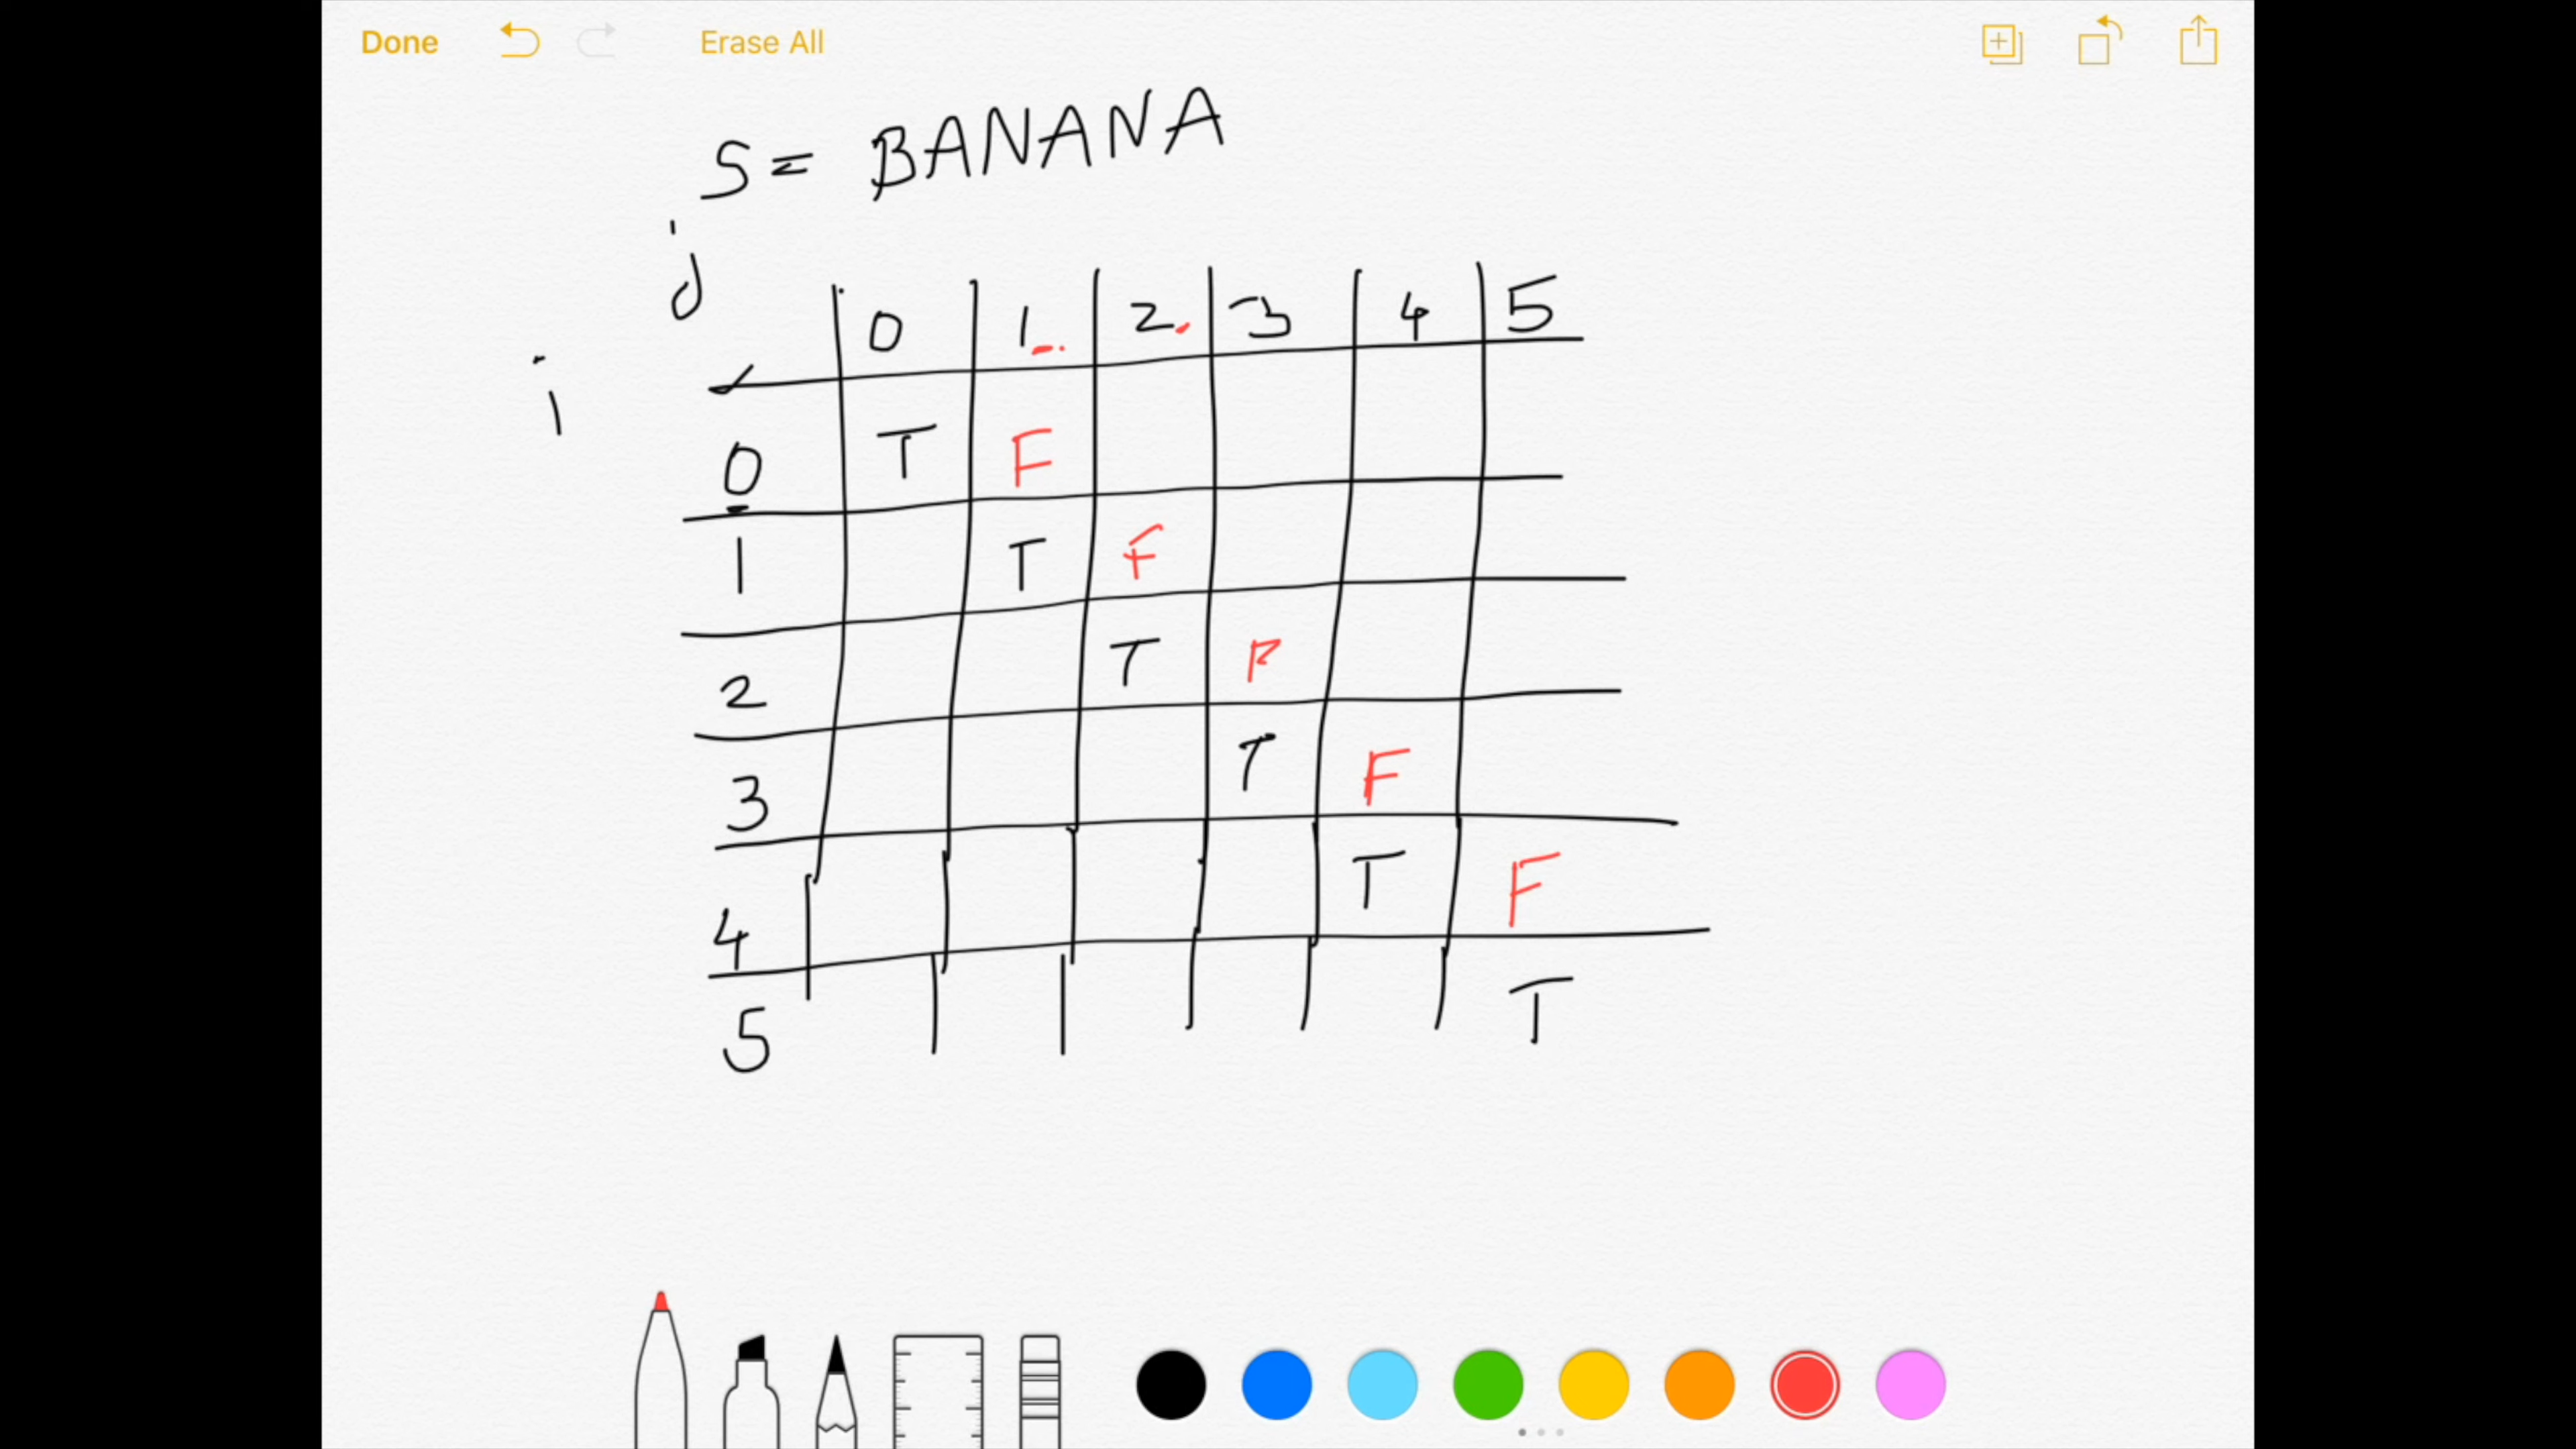 Done Erase All
S = BANANA
j
0 1 2 3 4 5
i
0 T F
1 T F
2 T F
3 T F
4 T F
5 T